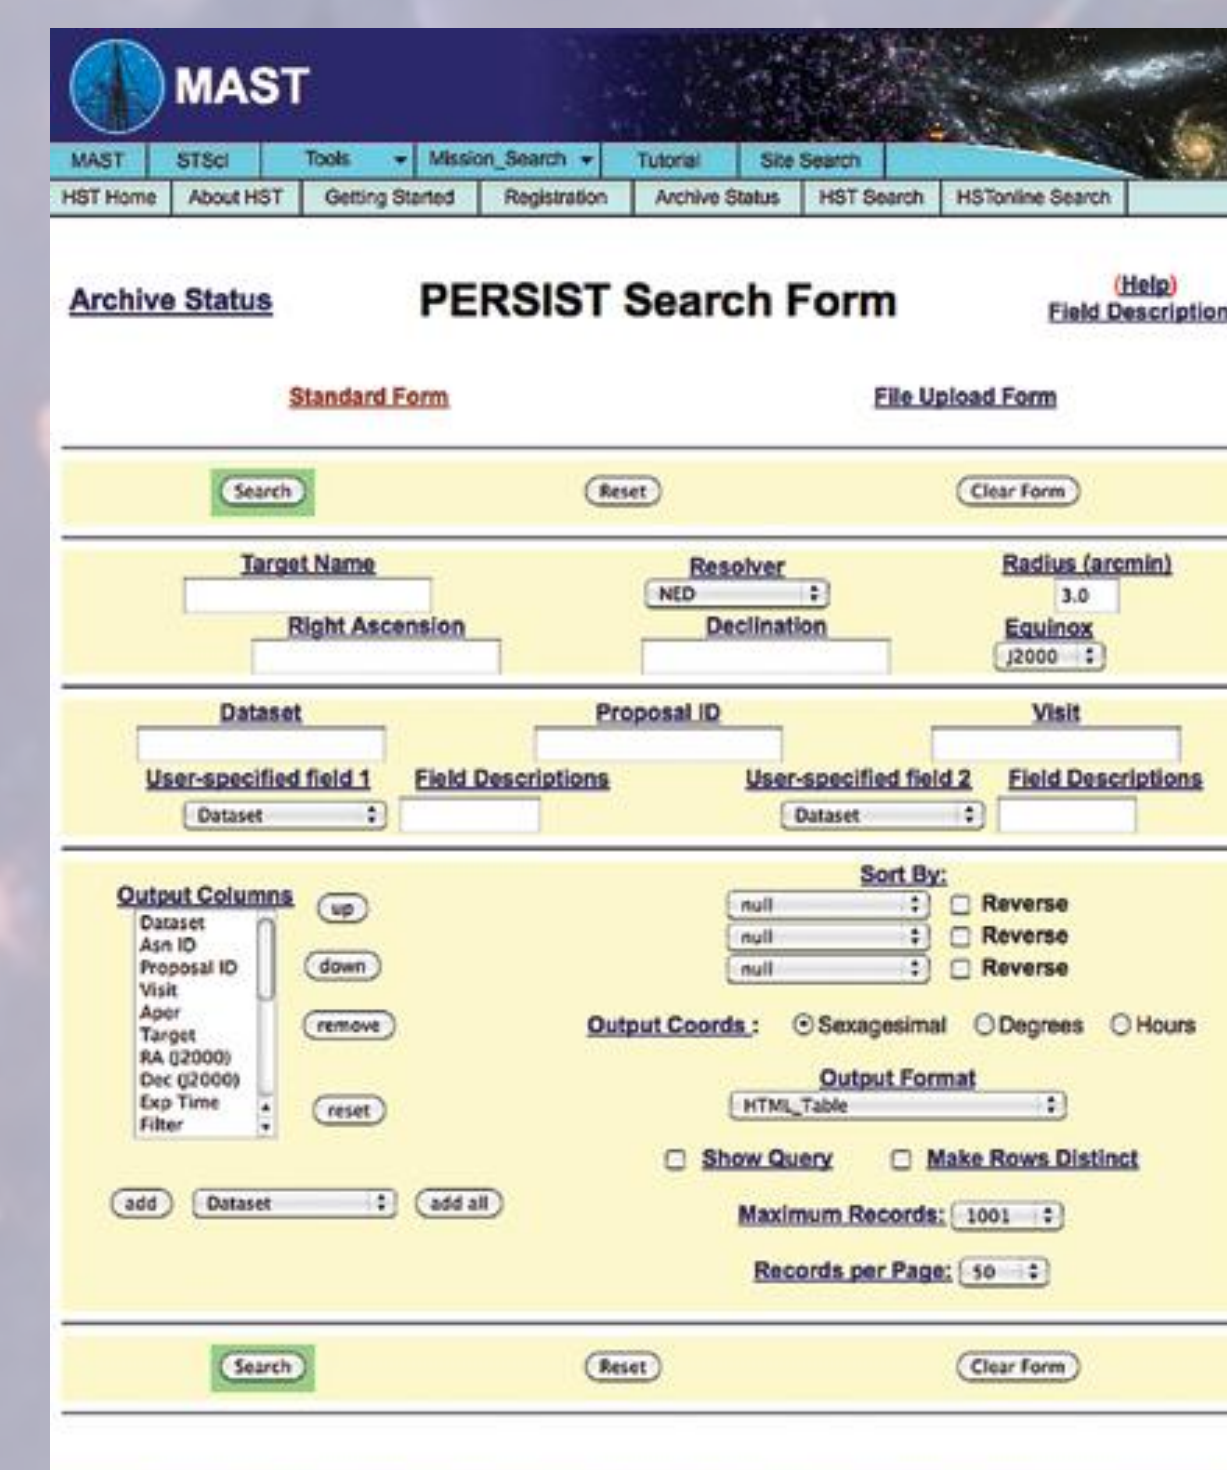 MAST
MAST STScI Tools Mission_Search Tutorial Site Search
HST Home About HST Getting Started Registration Archive Status HST Search HSTonline Search
Archive Status PERSIST Search Form (Help)
Field Description
Standard Form File Upload Form
Search Reset Clear Form
Target Name Resolver Radius (arcmin)
NED 3.0
Right Ascension Declination Equinox
J2000
Dataset Proposal ID Visit
User-specified field 1 Field Descriptions User-specified field 2 Field Descriptions
Dataset Dataset
Output Columns up Sort By:
Dataset null Reverse
Asn ID null Reverse
Proposal ID down null Reverse
Visit
Aper
Target remove Output Coords : Sexagesimal Degrees Hours
RA (J2000)
Dec (J2000) Output Format
Exp Time reset HTML_Table
Filter
Show Query Make Rows Distinct
add Dataset add all Maximum Records: 1001
Records per Page: 50
Search Reset Clear Form